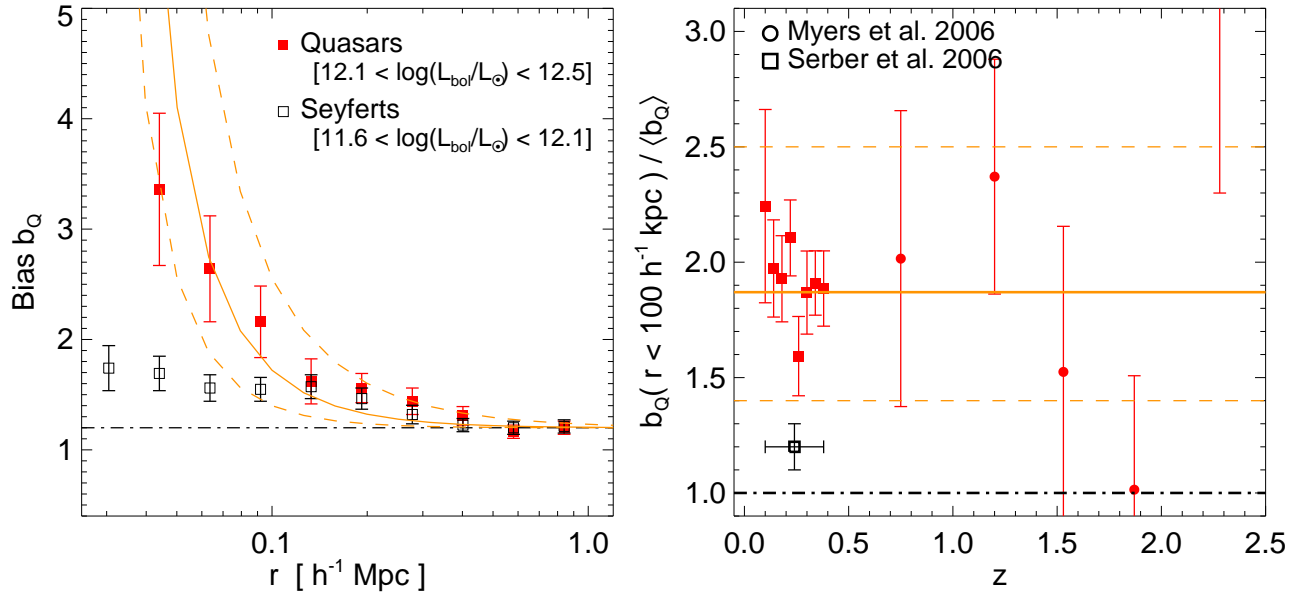 5
4
3
2
1
Bias b_Q
Quasars
[12.1 < log(L_bol/L_⊙) < 12.5]
Seyferts
[11.6 < log(L_bol/L_⊙) < 12.1]
0.1
1.0
r [ h⁻¹ Mpc]
3.0
2.5
2.0
1.5
1.0
b_Q( r < 100 h⁻¹ kpc ) / ⟨b_Q⟩
Myers et al. 2006
Serber et al. 2006
0.0
0.5
1.0
1.5
2.0
2.5
z